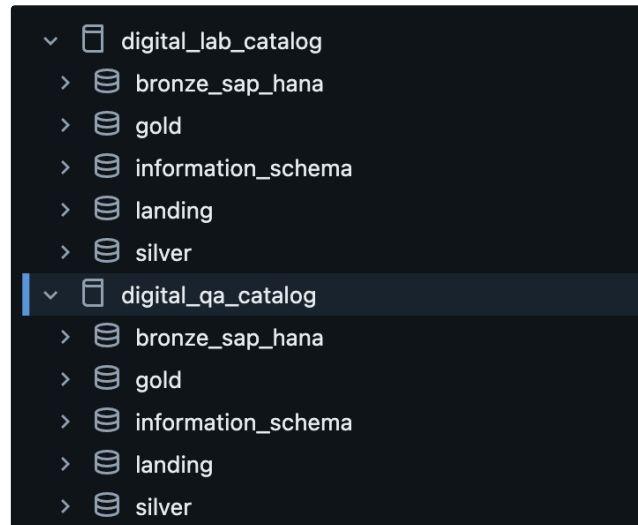 digital_lab_catalog
bronze_sap_hana
gold
information_schema
landing
silver
digital_qa_catalog
bronze_sap_hana
gold
information_schema
landing
silver